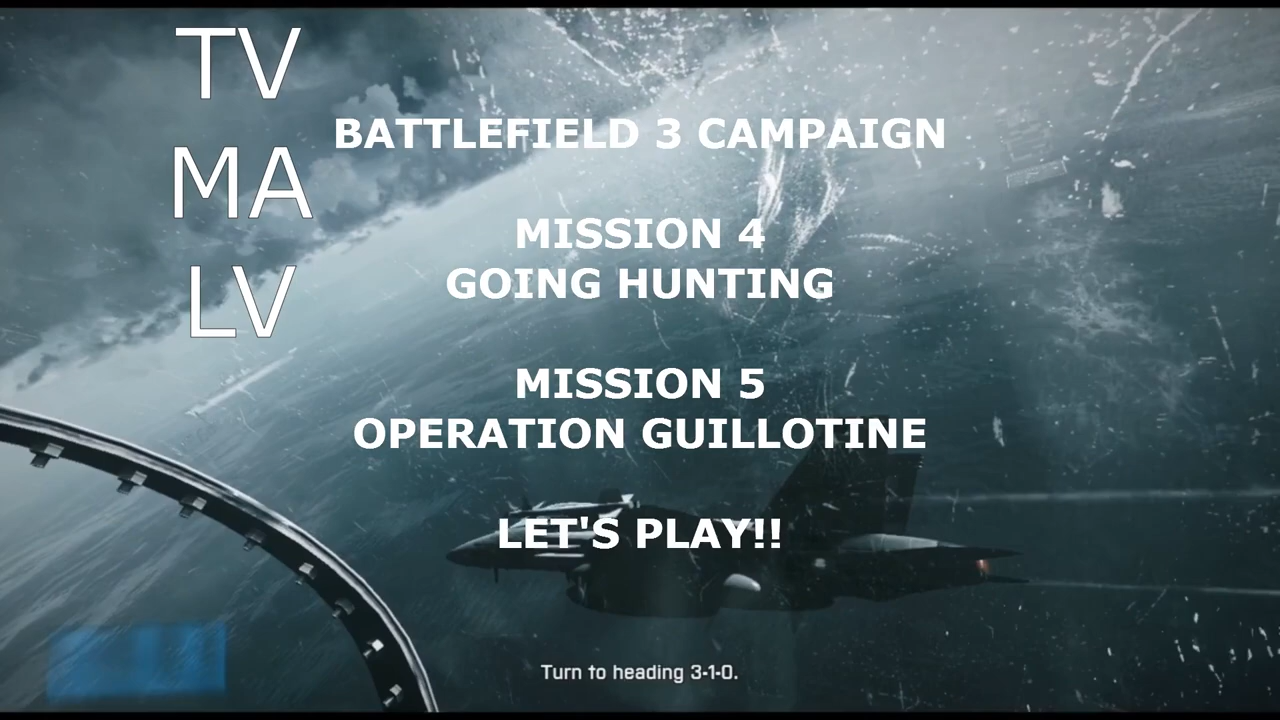 TV
MA
LV
BATTLEFIELD 3 CAMPAIGN
MISSION 4
GOING HUNTING
MISSION 5
OPERATION GUILLOTINE
LET'S PLAY!!
Turn to heading 3-1-0.